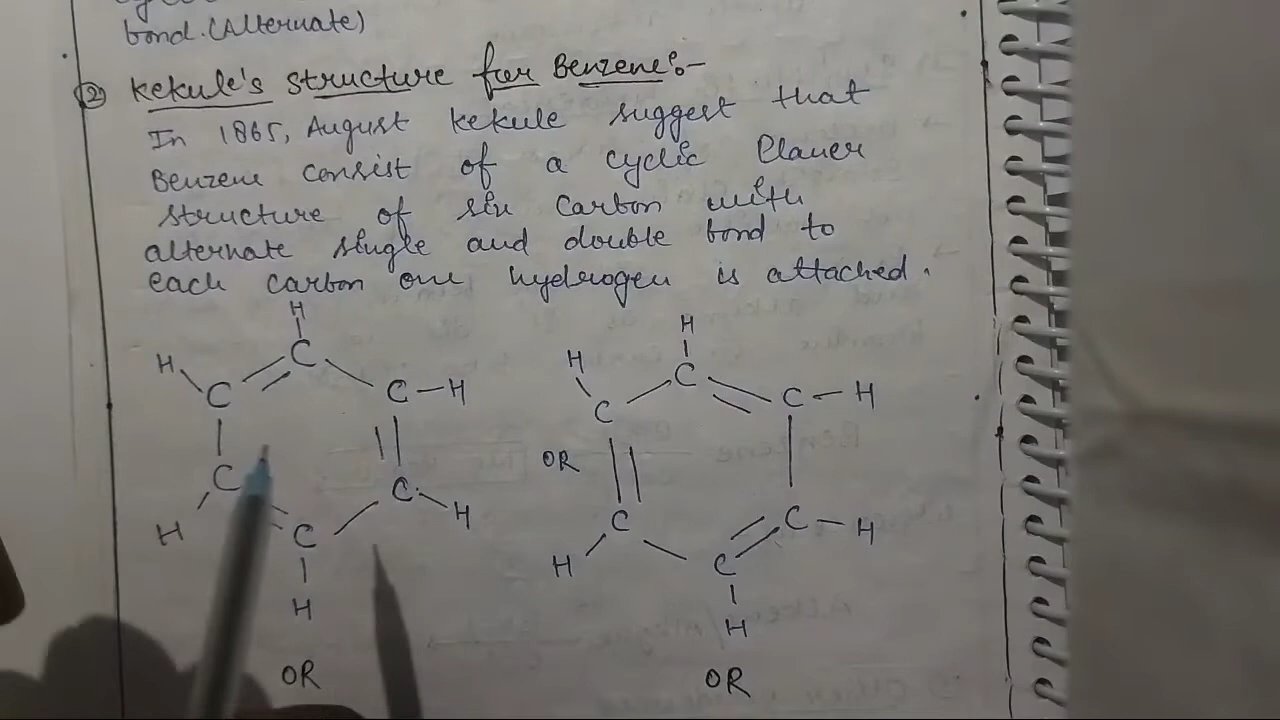 bond.(Alternate)
② Kekule's structure for Benzene:-
In 1865, August Kekule suggest that
Benzene consist of a cyclic Planer
structure of six carbon with
alternate single and double bond to
each carbon one hydrogen is attached.
H H
H C H C
C C-H C C-H
OR
C C-H C C-H
H C H C
H H
OR OR